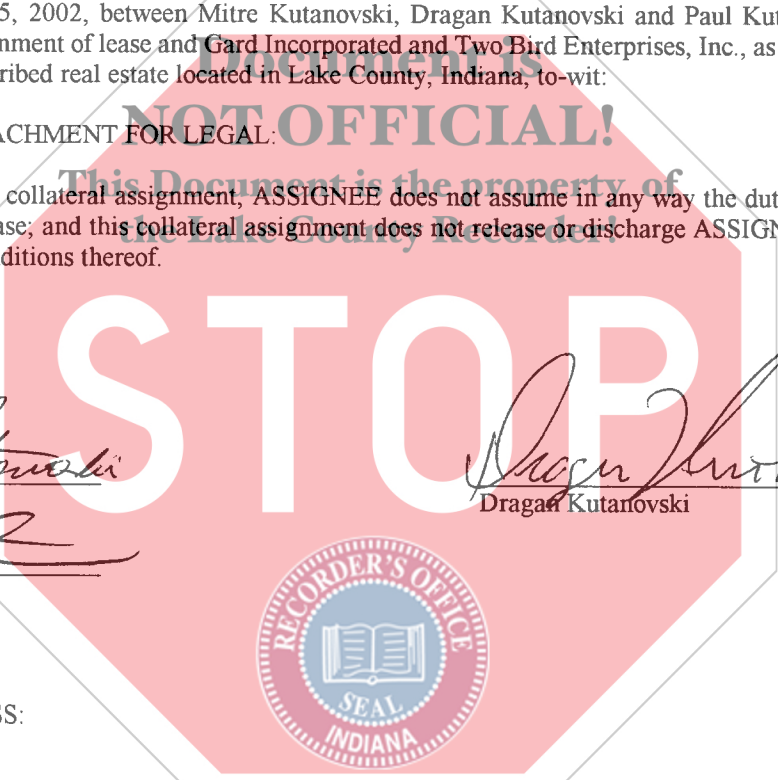 5, 2002, between Mitre Kutanovski, Dragan Kutanovski and Paul Kut
nment of lease and Gard Incorporated and Two Bird Enterprises, Inc., as
ribed real estate located in Lake County, Indiana, to-wit:
Document is
NOT OFFICIAL!
ACHMENT FOR LEGAL:
This Document is the property of
the Lake County Recorder!
collateral assignment, ASSIGNEE does not assume in any way the dut
ase; and this collateral assignment does not release or discharge ASSIGN
ditions thereof.
STOP
Dragan Kutanovski
RECORDER'S OFFICE
SEAL
INDIANA
SS: